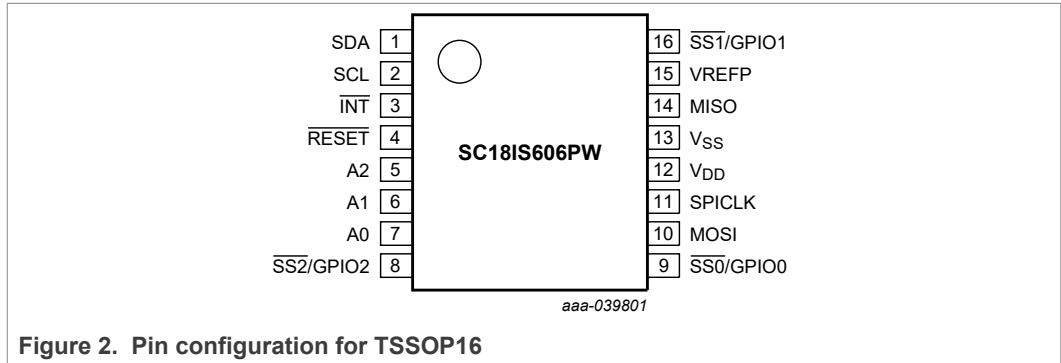 SDA 1
SCL 2
INT 3
RESET 4
A2 5
A1 6
A0 7
SS2/GPIO2 8
SC18IS606PW
16 SS1/GPIO1
15 VREFP
14 MISO
13 VSS
12 VDD
11 SPICLK
10 MOSI
9 SS0/GPIO0
aaa-039801
Figure 2. Pin configuration for TSSOP16